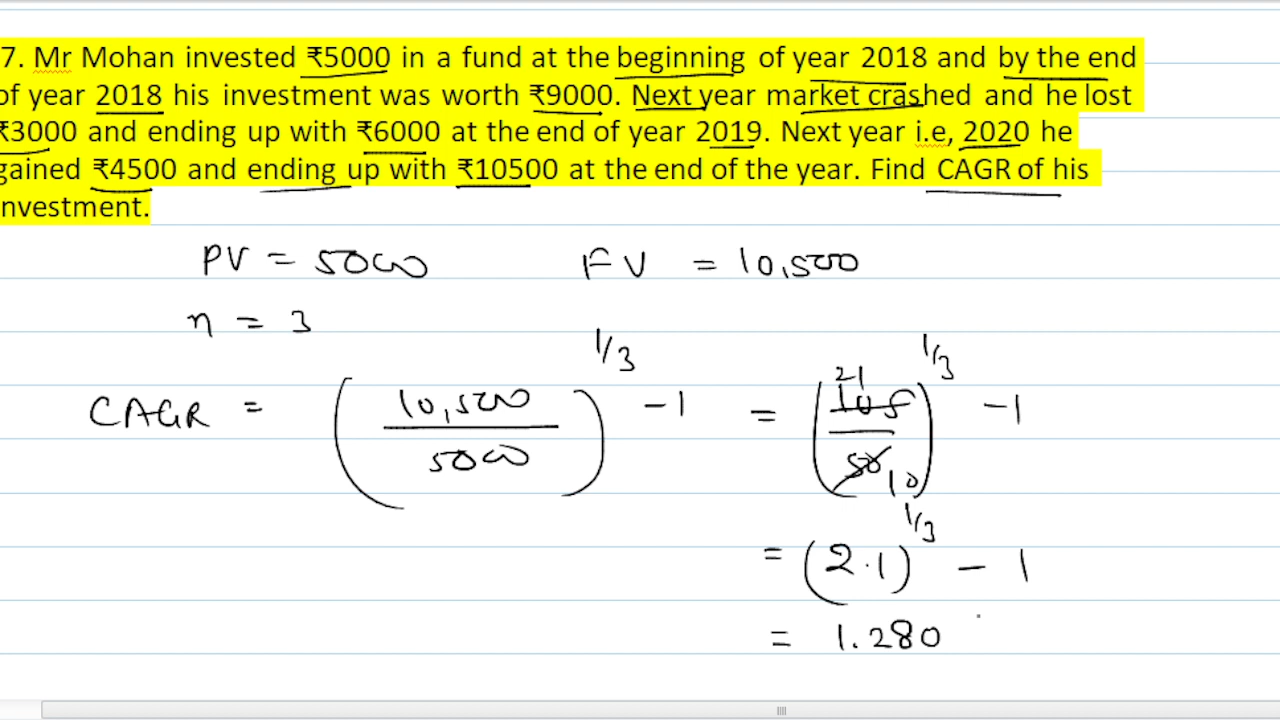 7. Mr Mohan invested ₹5000 in a fund at the beginning of year 2018 and by the end
of year 2018 his investment was worth ₹9000. Next year market crashed and he lost
₹3000 and ending up with ₹6000 at the end of year 2019. Next year i.e, 2020 he
gained ₹4500 and ending up with ₹10500 at the end of the year. Find CAGR of his
nvestment.
PV = 5000 FV = 10,500
n = 3
CAGR = (10,500/5000)^1/3 - 1 = (105/50)^1/3 - 1
21
10
= (2.1)^1/3 - 1
= 1.280